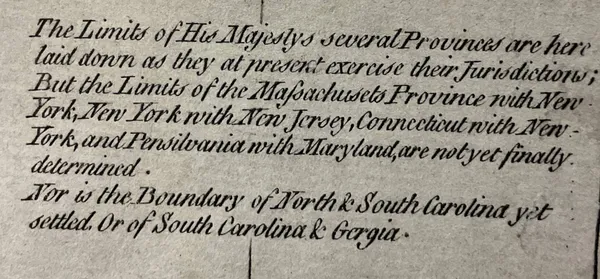 The Limits of His Majestys several Provinces are here
laid down as they at present exercise their Jurisdictions;
But the Limits of the Maſsachusets Province with New
York, New York with New Jersey, Connecticut with New-
York, and Pensilvania with Maryland, are not yet finally
determined.
Nor is the Boundary of North & South Carolina yet
settled. Or of South Carolina & Gergia.